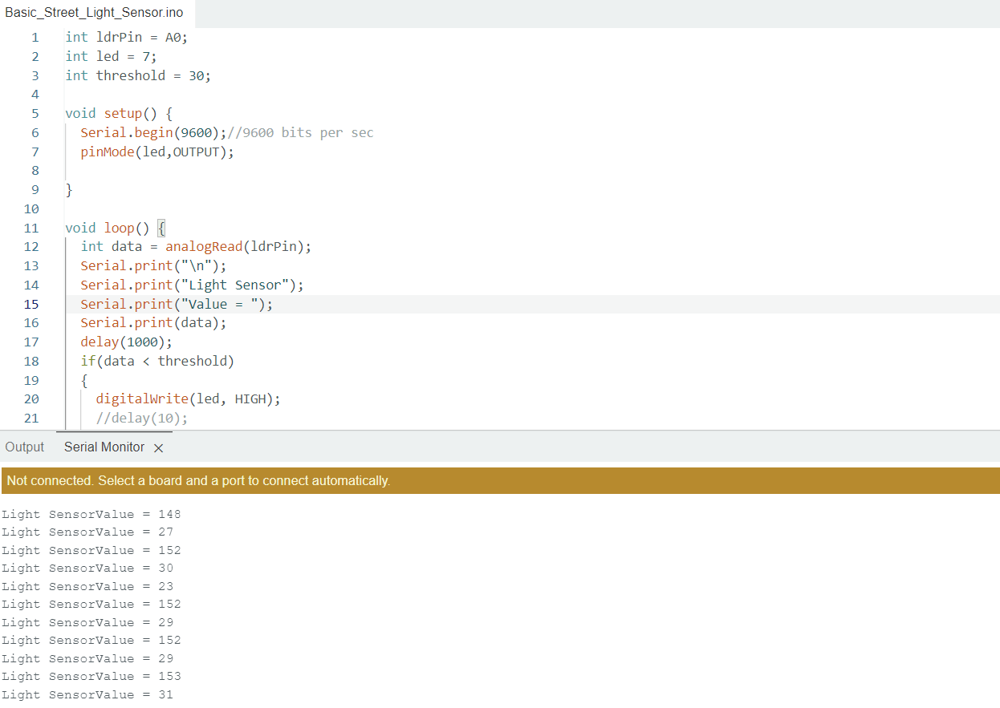 Basic_Street_Light_Sensor.ino
1 int ldrPin = A0;
2 int led = 7;
3 int threshold = 30;
4
5 void setup() {
6 Serial.begin(9600);//9600 bits per sec
7 pinMode(led,OUTPUT);
8
9 }
10
11 void loop() {
12 int data = analogRead(ldrPin);
13 Serial.print("\n");
14 Serial.print("Light Sensor");
15 Serial.print("Value = ");
16 Serial.print(data);
17 delay(1000);
18 if(data < threshold)
19 {
20 digitalWrite(led, HIGH);
21 //delay(10);
Output Serial Monitor ×
Not connected. Select a board and a port to connect automatically.
Light SensorValue = 148
Light SensorValue = 27
Light SensorValue = 152
Light SensorValue = 30
Light SensorValue = 23
Light SensorValue = 152
Light SensorValue = 29
Light SensorValue = 152
Light SensorValue = 29
Light SensorValue = 153
Light SensorValue = 31